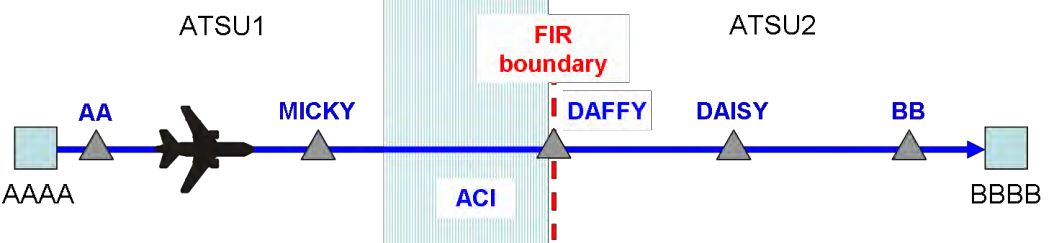 ATSU1
ATSU2
FIR
boundary
AA
MICKY
DAFFY
DAISY
BB
ACI
AAAA
BBBB